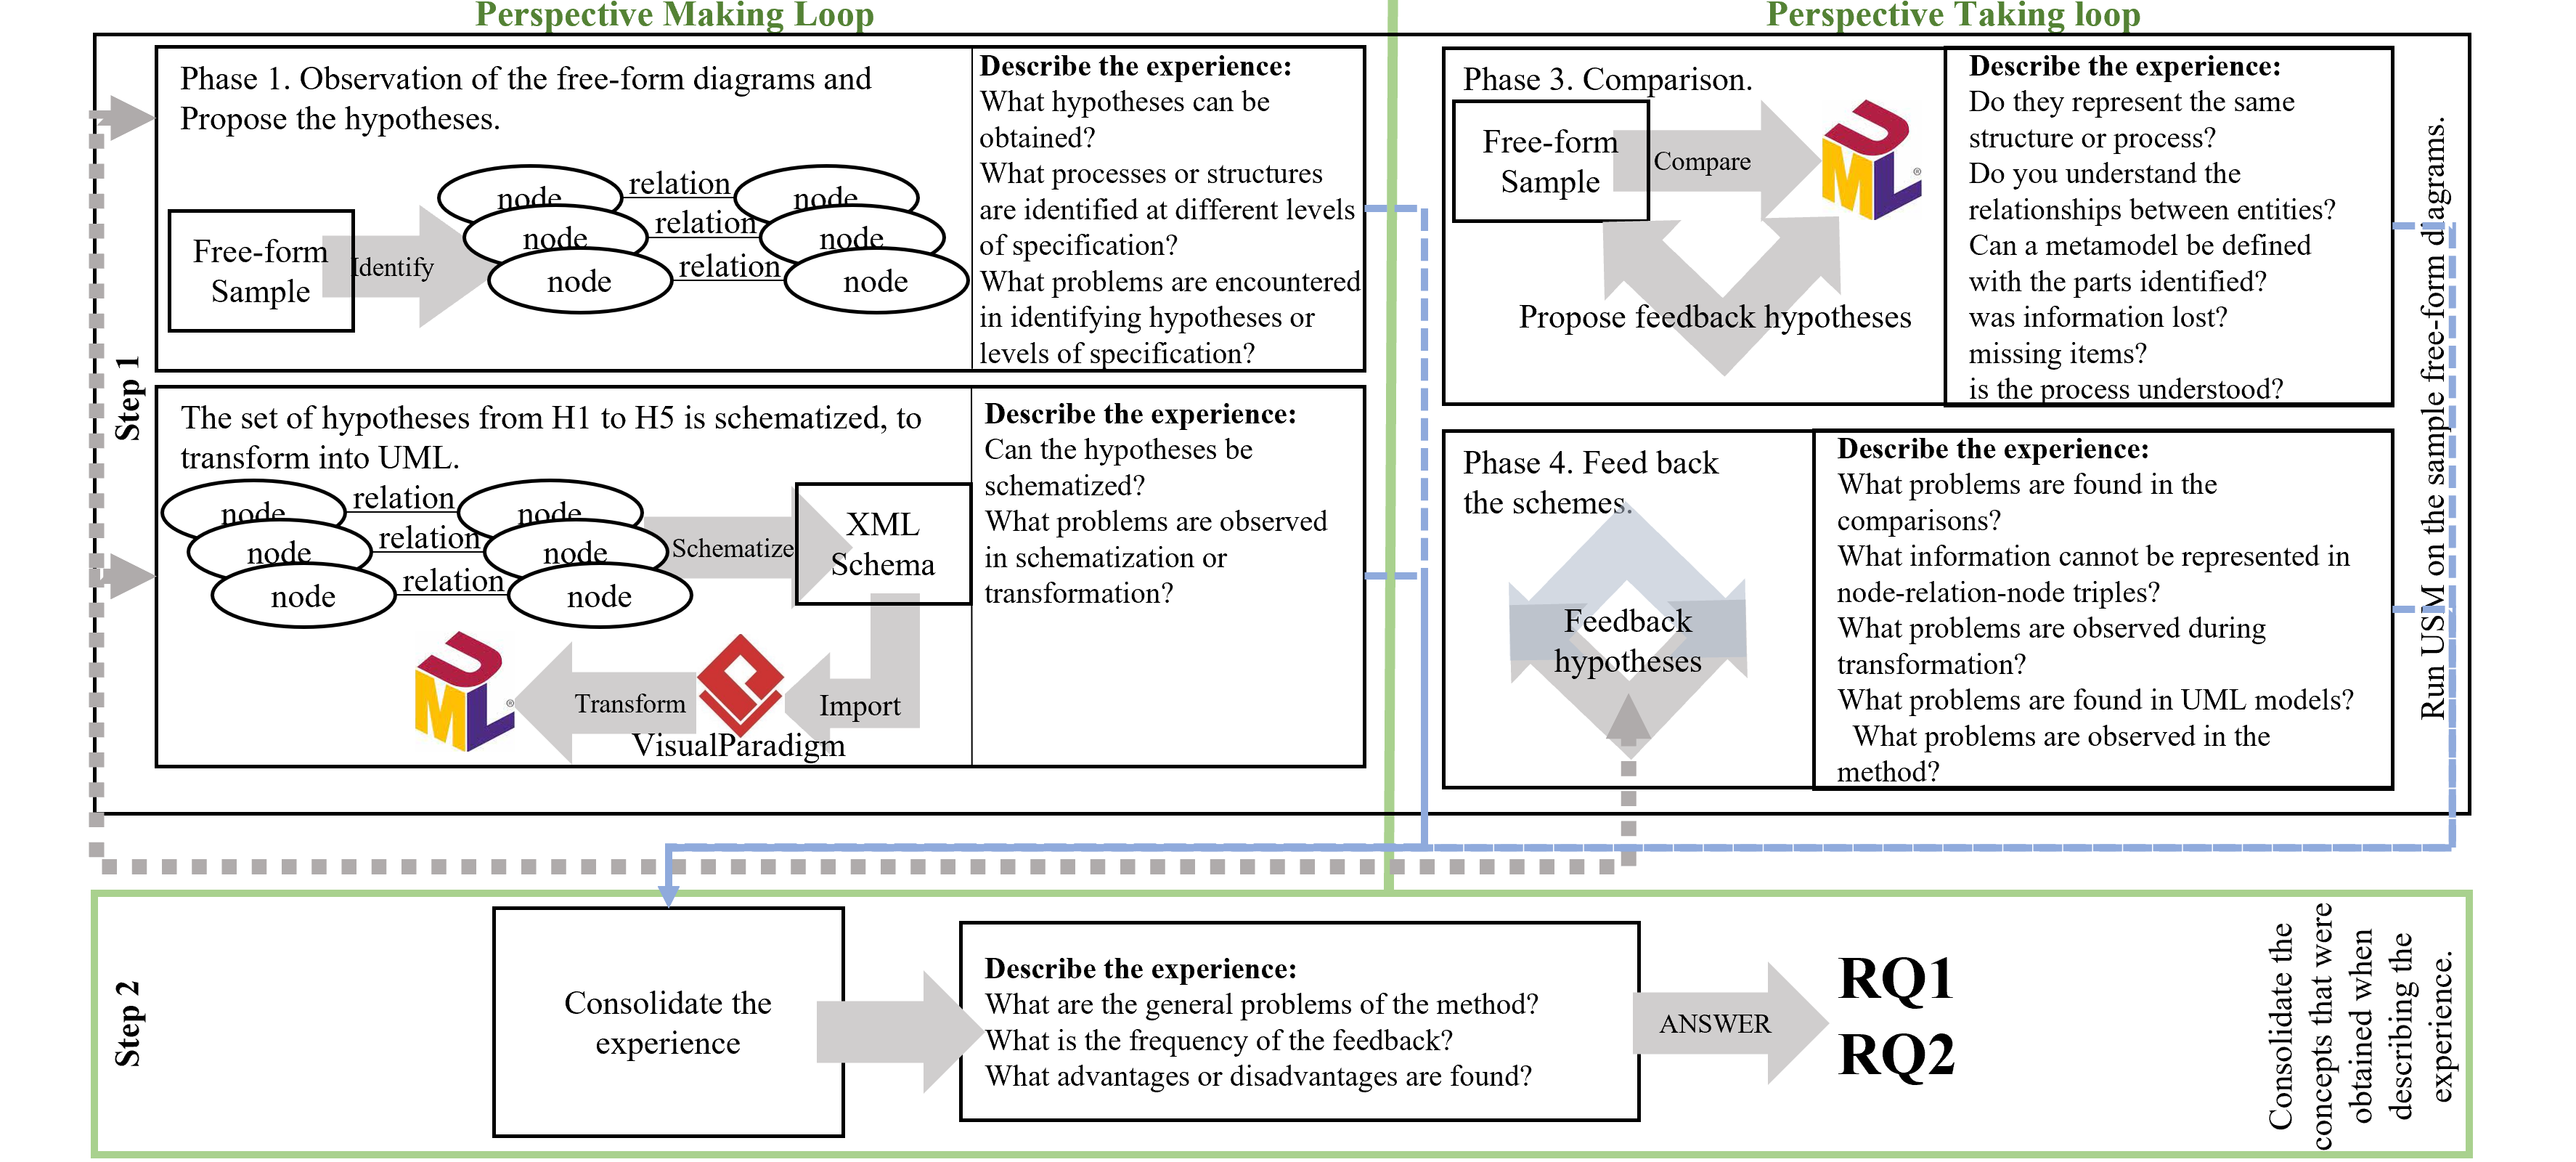 Perspective Making Loop
Perspective Taking loop
Step 1
Phase 1. Observation of the free-form diagrams and
Propose the hypotheses.
Free-form
Sample
Identify
node
relation
node
node
relation
node
node
relation
node
Describe the experience:
What hypotheses can be
obtained?
What processes or structures
are identified at different levels
of specification?
What problems are encountered
in identifying hypotheses or
levels of specification?
The set of hypotheses from H1 to H5 is schematized, to
transform into UML.
node
relation
node
node
relation
node
node
relation
node
Schematize
XML
Schema
Import
VisualParadigm
Transform
UML®
Describe the experience:
Can the hypotheses be
schematized?
What problems are observed
in schematization or
transformation?
Phase 3. Comparison.
Free-form
Sample
Compare
UML®
Propose feedback hypotheses
Describe the experience:
Do they represent the same
structure or process?
Do you understand the
relationships between entities?
Can a metamodel be defined
with the parts identified?
was information lost?
missing items?
is the process understood?
Phase 4. Feed back
the schemes.
Feedback
hypotheses
Describe the experience:
What problems are found in the
comparisons?
What information cannot be represented in
node-relation-node triples?
What problems are observed during
transformation?
What problems are found in UML models?
What problems are observed in the
method?
Run USM on the sample free-form diagrams.
Step 2
Consolidate the
experience
Describe the experience:
What are the general problems of the method?
What is the frequency of the feedback?
What advantages or disadvantages are found?
ANSWER
RQ1
RQ2
Consolidate the
concepts that were
obtained when
describing the
experience.